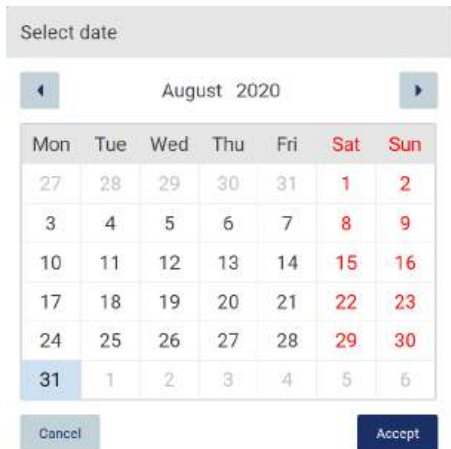 Select date
August 2020
Mon Tue Wed Thu Fri Sat Sun
27 28 29 30 31 1 2
3 4 5 6 7 8 9
10 11 12 13 14 15 16
17 18 19 20 21 22 23
24 25 26 27 28 29 30
31 1 2 3 4 5 6
Cancel Accept